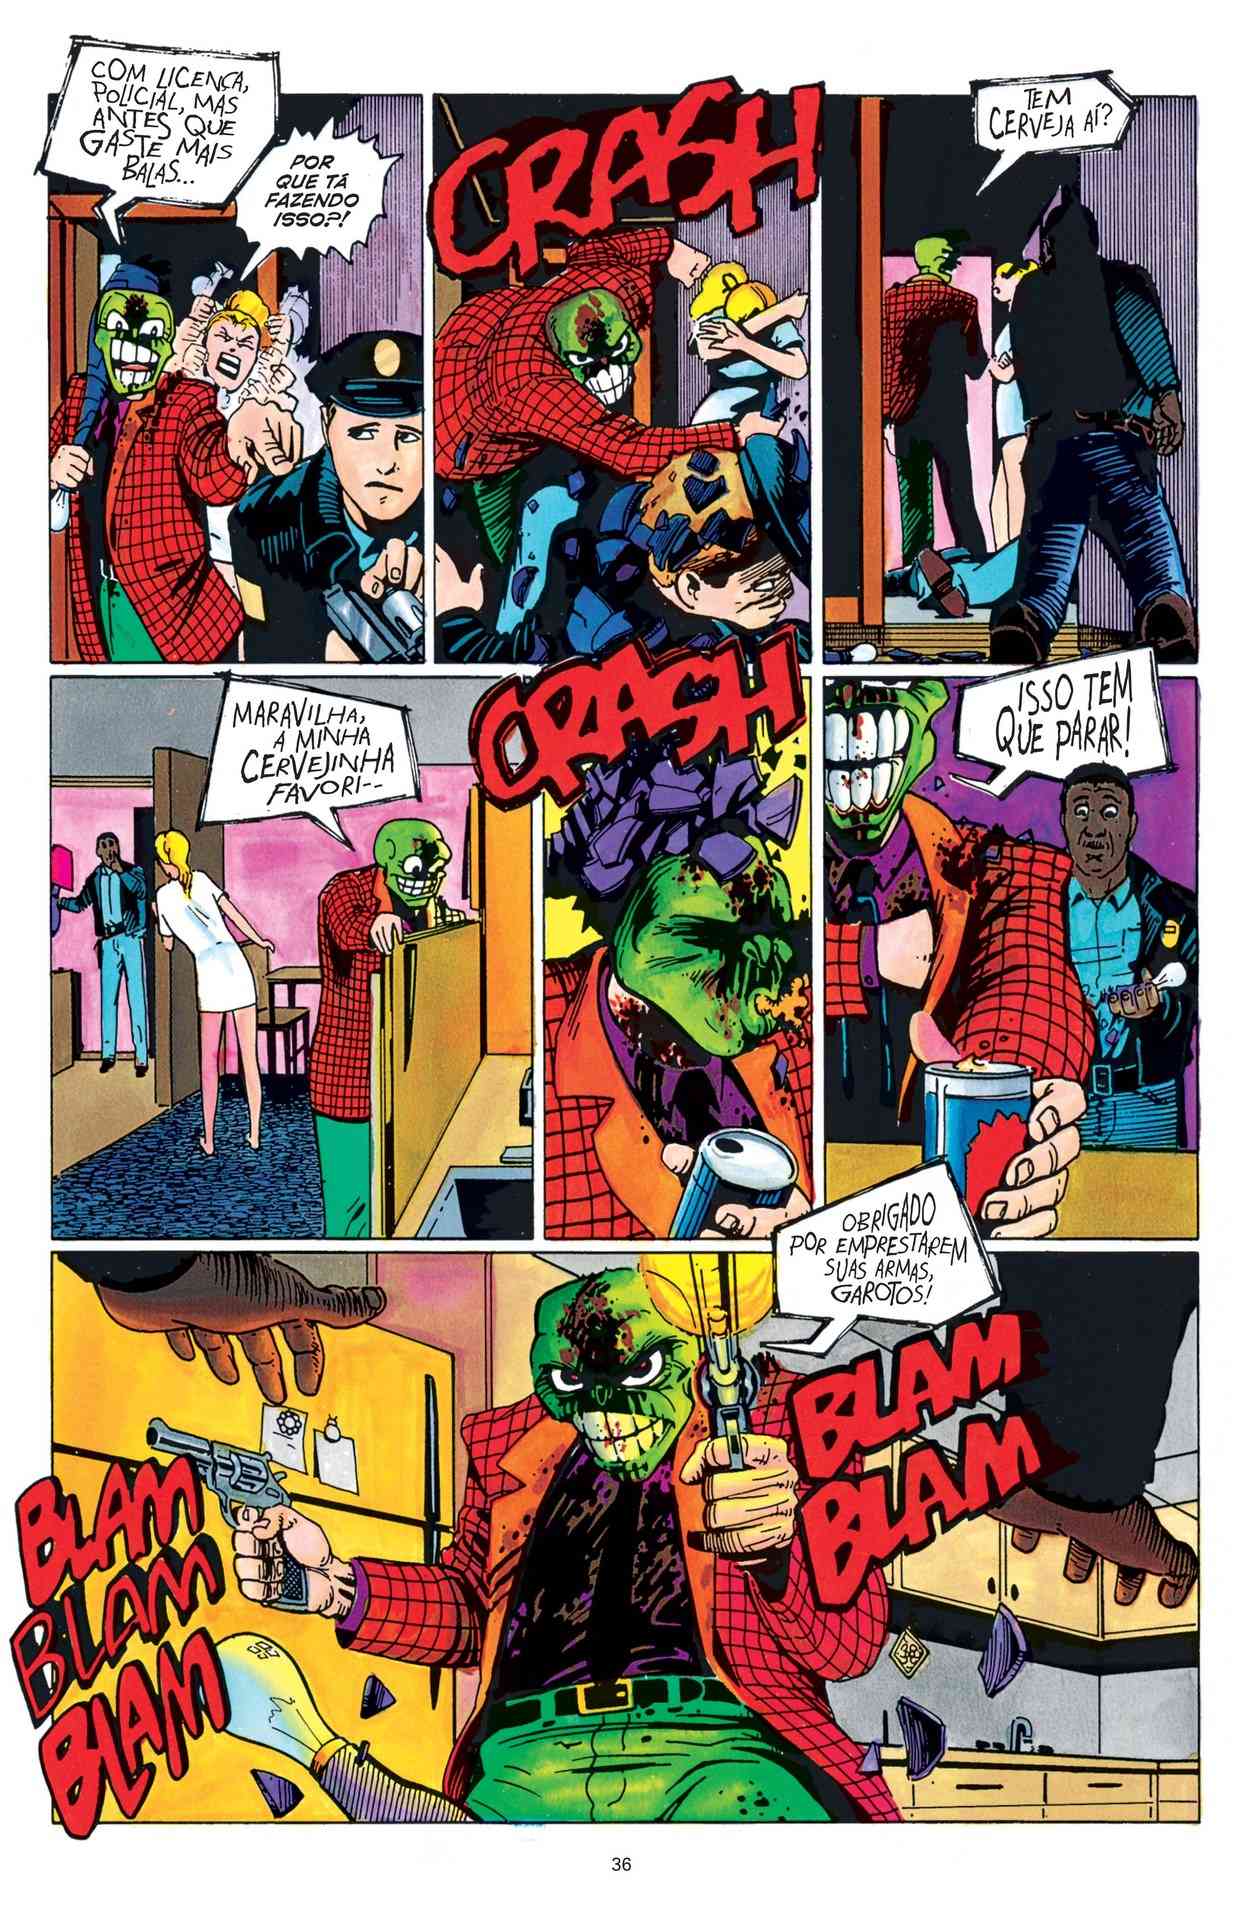 COM LICENÇA,
POLICIAL, MAS
ANTES QUE
GASTE MAIS
BALAS...
POR
QUE TÁ
FAZENDO
ISSO?!
CRASH
TEM
CERVEJA AÍ?
MARAVILHA,
A MINHA
CERVEJINHA
FAVORI--
CRASH
ISSO TEM
QUE PARAR!
OBRIGADO
POR EMPRESTAREM
SUAS ARMAS,
GAROTOS!
BLAM
BLAM
BLAM
BLAM
BLAM
36